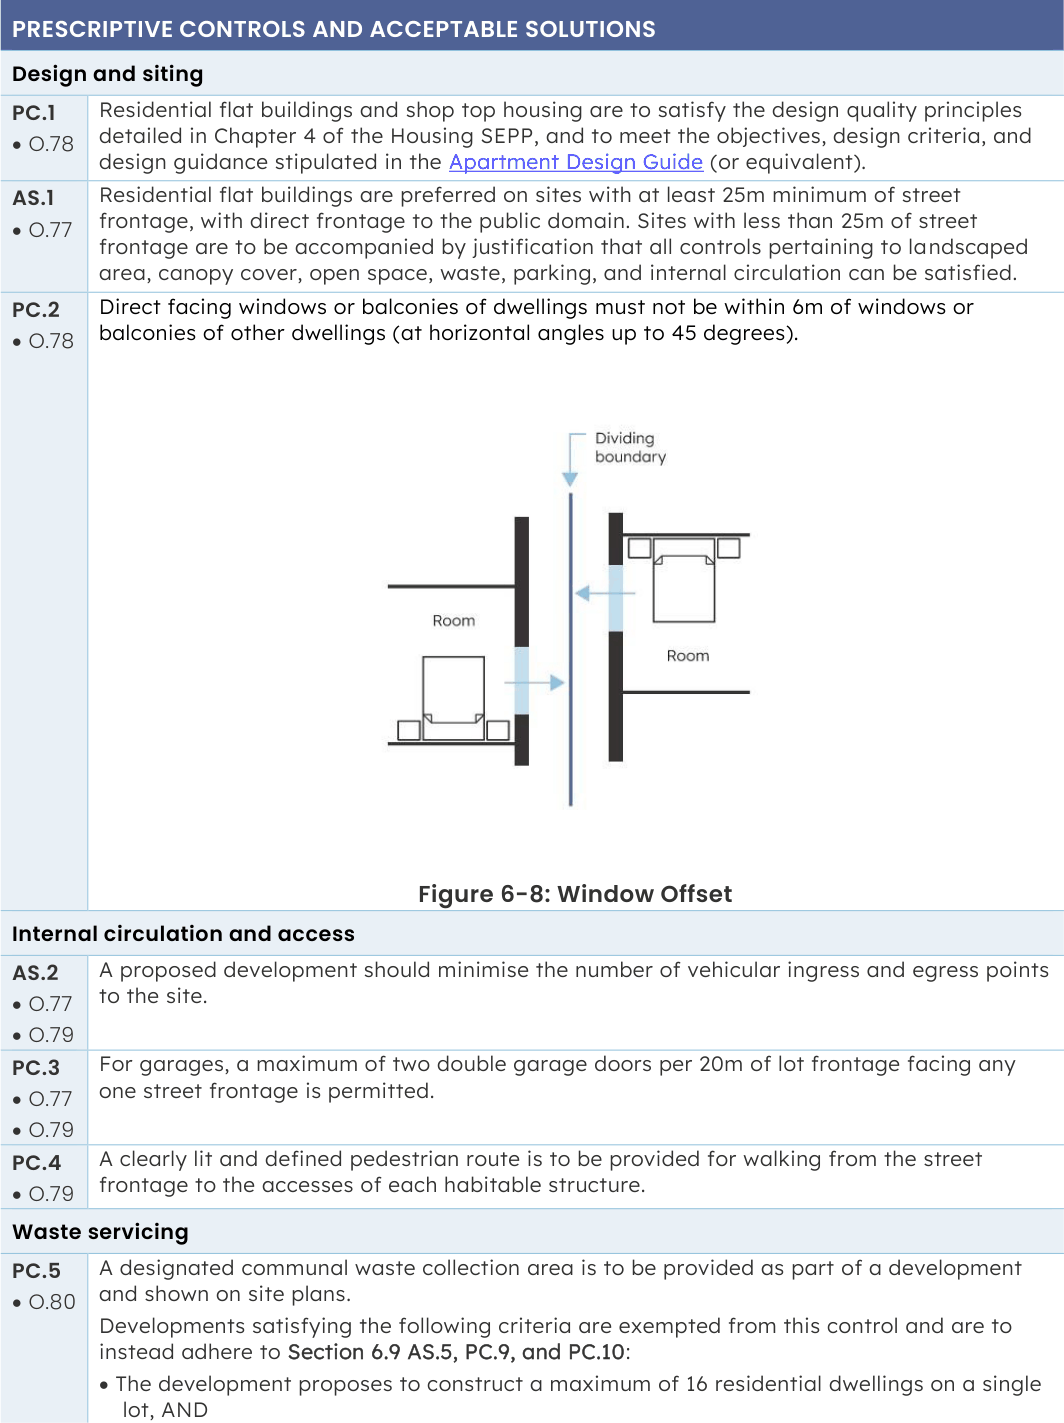 PRESCRIPTIVE CONTROLS AND ACCEPTABLE SOLUTIONS
Design and siting
PC.1
• O.78
Residential flat buildings and shop top housing are to satisfy the design quality principles
detailed in Chapter 4 of the Housing SEPP, and to meet the objectives, design criteria, and
design guidance stipulated in the Apartment Design Guide (or equivalent).
AS.1
• O.77
Residential flat buildings are preferred on sites with at least 25m minimum of street
frontage, with direct frontage to the public domain. Sites with less than 25m of street
frontage are to be accompanied by justification that all controls pertaining to landscaped
area, canopy cover, open space, waste, parking, and internal circulation can be satisfied.
PC.2
• O.78
Direct facing windows or balconies of dwellings must not be within 6m of windows or
balconies of other dwellings (at horizontal angles up to 45 degrees).
Dividing
boundary
Room
Room
Figure 6-8: Window Offset
Internal circulation and access
AS.2
• O.77
• O.79
A proposed development should minimise the number of vehicular ingress and egress points
to the site.
PC.3
• O.77
• O.79
For garages, a maximum of two double garage doors per 20m of lot frontage facing any
one street frontage is permitted.
PC.4
• O.79
A clearly lit and defined pedestrian route is to be provided for walking from the street
frontage to the accesses of each habitable structure.
Waste servicing
PC.5
• O.80
A designated communal waste collection area is to be provided as part of a development
and shown on site plans.
Developments satisfying the following criteria are exempted from this control and are to
instead adhere to Section 6.9 AS.5, PC.9, and PC.10:
• The development proposes to construct a maximum of 16 residential dwellings on a single
lot, AND